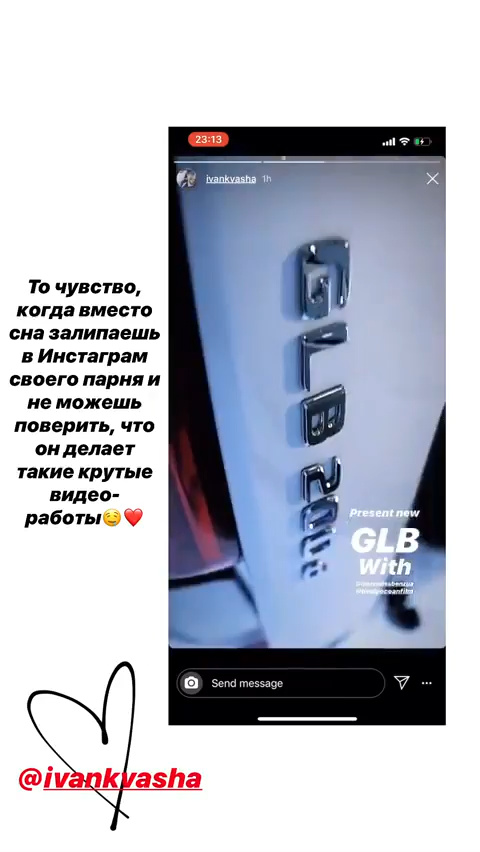 23:13
ivankvasha 1h
То чувство,
когда вместо
сна залипаешь
в Инстаграм
своего парня и
не можешь
поверить, что
он делает
такие крутые
видео-
работы🤤❤️
GLB 200
Present new
GLB
With
Send message
@ivankvasha